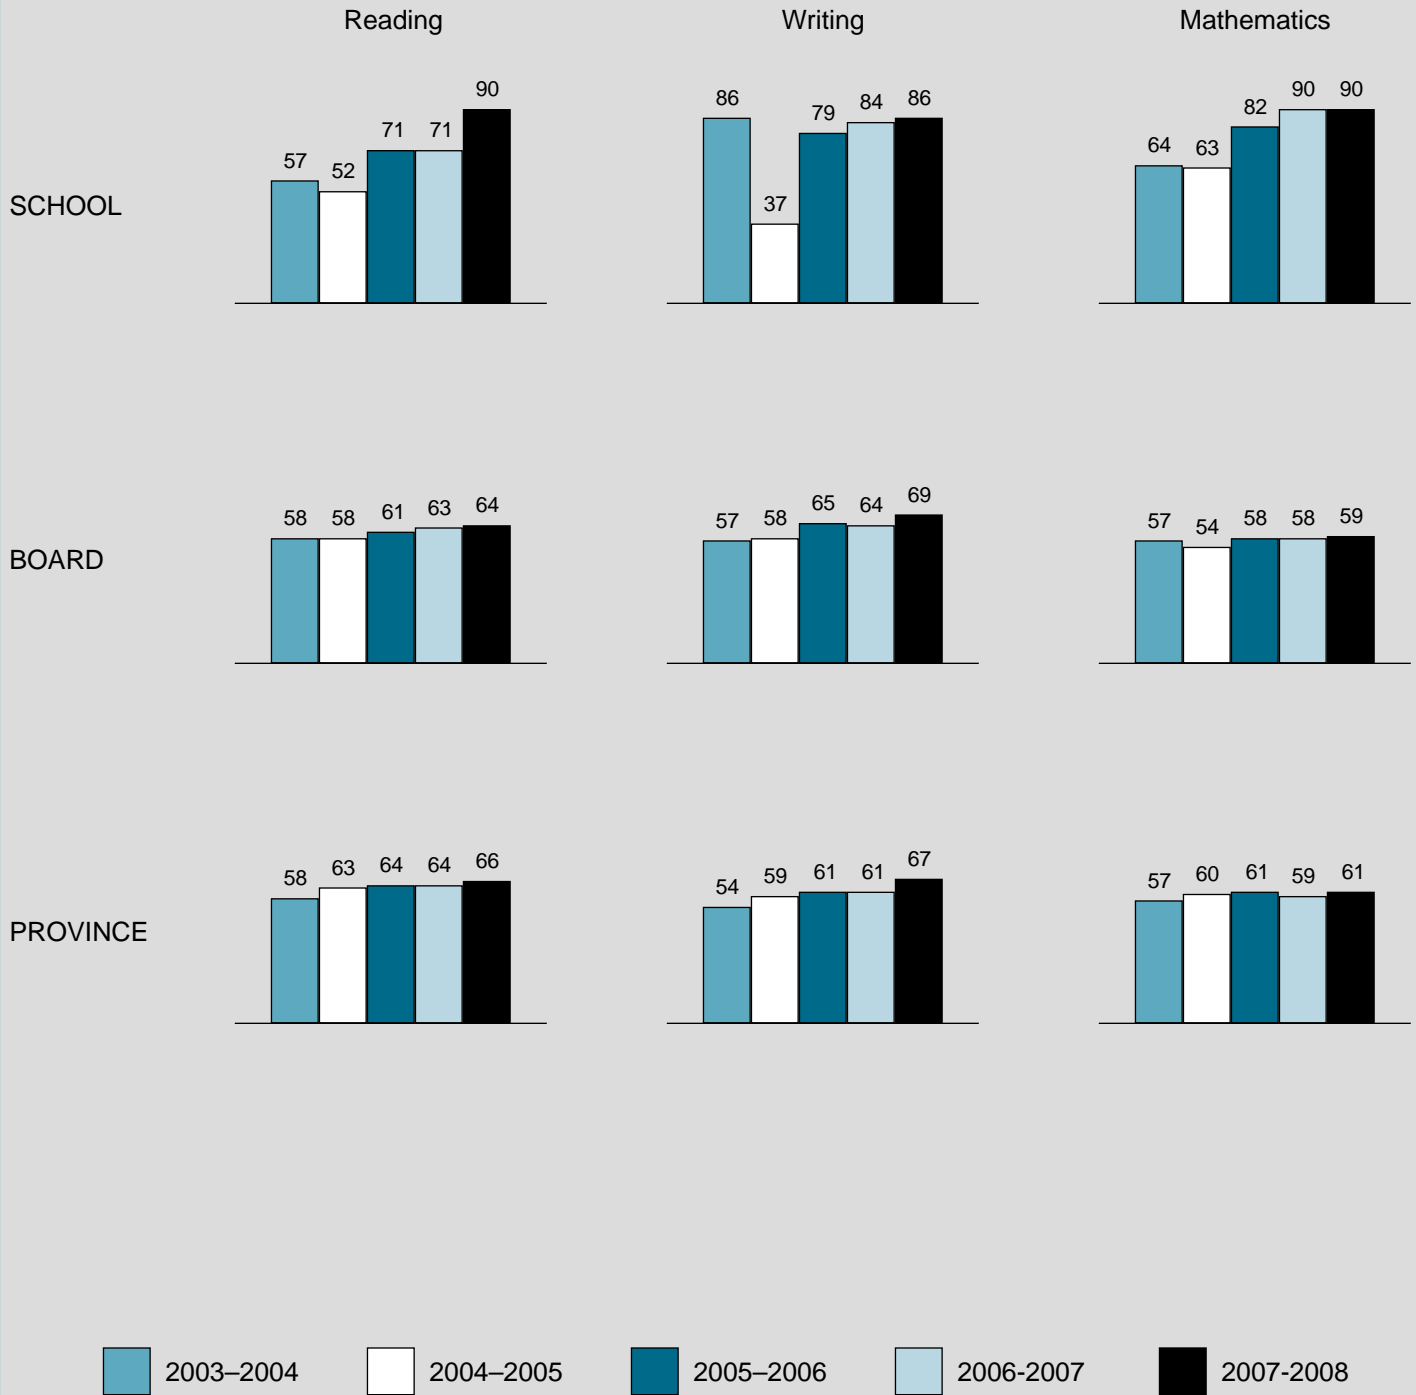 Reading Writing Mathematics
SCHOOL
57 52 71 71 90
86 37 79 84 86
64 63 82 90 90
BOARD
58 58 61 63 64
57 58 65 64 69
57 54 58 58 59
PROVINCE
58 63 64 64 66
54 59 61 61 67
57 60 61 59 61
2003–2004 2004–2005 2005–2006 2006-2007 2007-2008